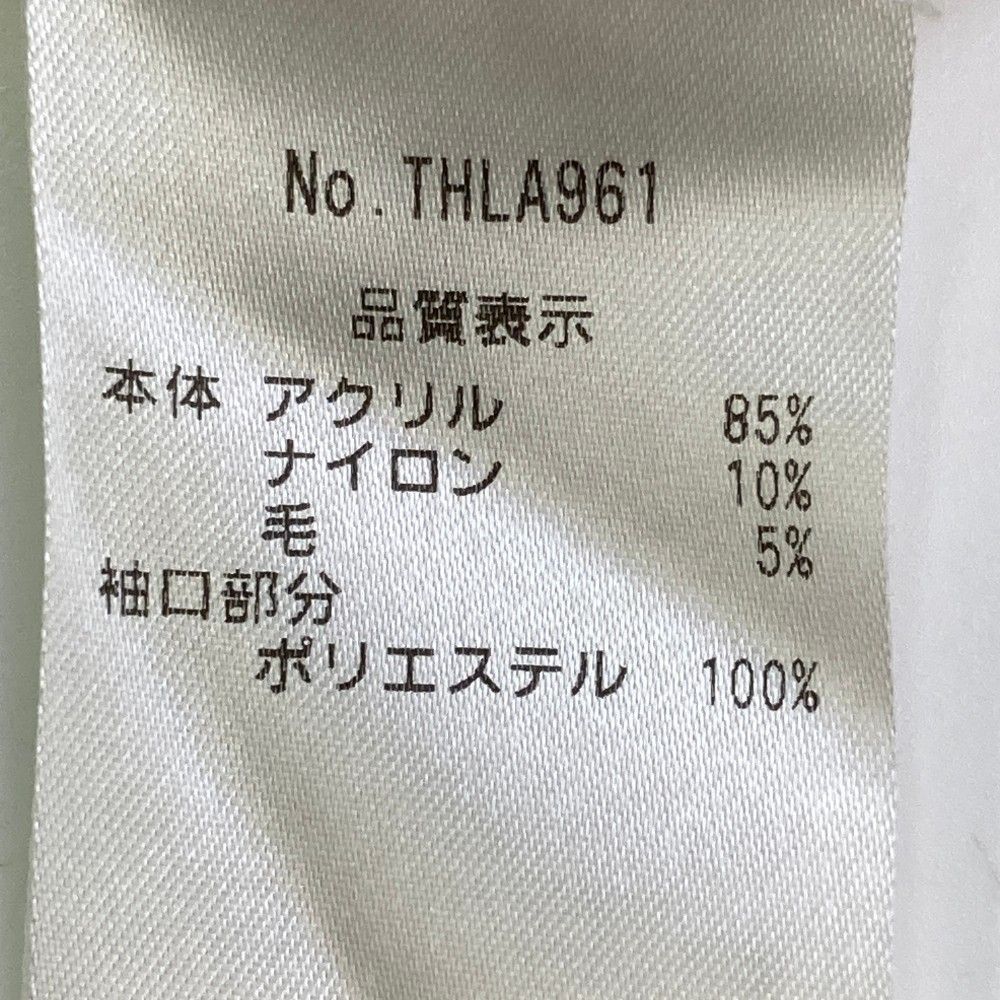 No.THLA961
品質表示
本体 アクリル 85%
ナイロン 10%
毛 5%
袖口部分
ポリエステル 100%